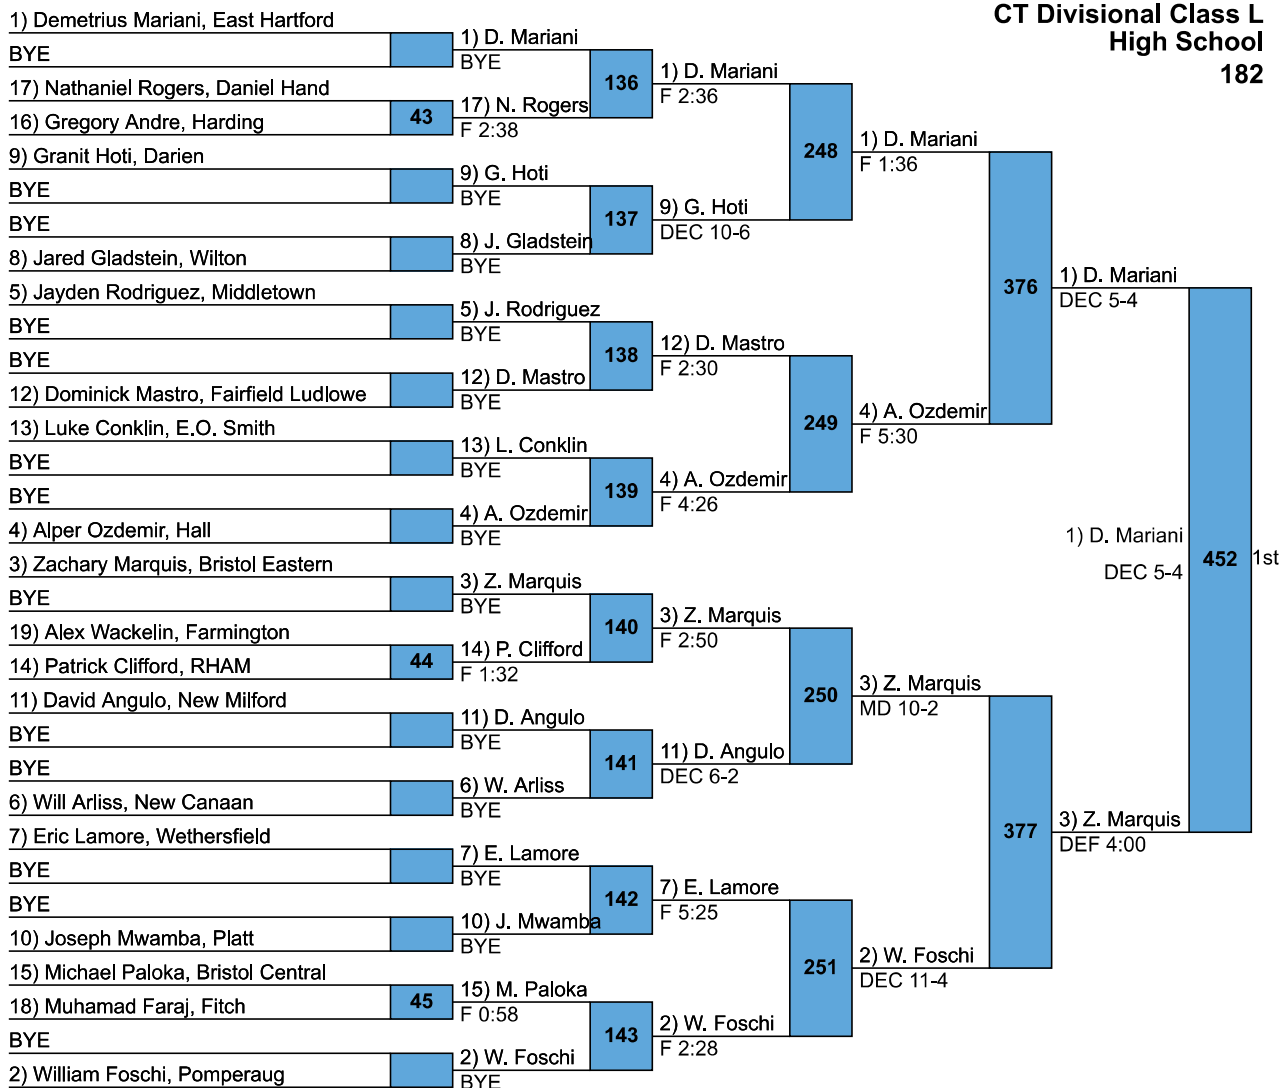 CT Divisional Class L
High School
182
1) Demetrius Mariani, East Hartford
BYE
17) Nathaniel Rogers, Daniel Hand
16) Gregory Andre, Harding
9) Granit Hoti, Darien
BYE
BYE
8) Jared Gladstein, Wilton
5) Jayden Rodriguez, Middletown
BYE
BYE
12) Dominick Mastro, Fairfield Ludlowe
13) Luke Conklin, E.O. Smith
BYE
BYE
4) Alper Ozdemir, Hall
3) Zachary Marquis, Bristol Eastern
BYE
19) Alex Wackelin, Farmington
14) Patrick Clifford, RHAM
11) David Angulo, New Milford
BYE
BYE
6) Will Arliss, New Canaan
7) Eric Lamore, Wethersfield
BYE
BYE
10) Joseph Mwamba, Platt
15) Michael Paloka, Bristol Central
18) Muhamad Faraj, Fitch
BYE
2) William Foschi, Pomperaug
43
44
45
1) D. Mariani
BYE
17) N. Rogers
F 2:38
9) G. Hoti
BYE
8) J. Gladstein
BYE
5) J. Rodriguez
BYE
12) D. Mastro
BYE
13) L. Conklin
BYE
4) A. Ozdemir
BYE
3) Z. Marquis
BYE
14) P. Clifford
F 1:32
11) D. Angulo
BYE
6) W. Arliss
BYE
7) E. Lamore
BYE
10) J. Mwamba
BYE
15) M. Paloka
F 0:58
2) W. Foschi
BYE
136
137
138
139
140
141
142
143
1) D. Mariani
F 2:36
9) G. Hoti
DEC 10-6
12) D. Mastro
F 2:30
4) A. Ozdemir
F 4:26
3) Z. Marquis
F 2:50
11) D. Angulo
DEC 6-2
7) E. Lamore
F 5:25
2) W. Foschi
F 2:28
248
249
250
251
1) D. Mariani
F 1:36
4) A. Ozdemir
F 5:30
3) Z. Marquis
MD 10-2
2) W. Foschi
DEC 11-4
376
377
1) D. Mariani
DEC 5-4
3) Z. Marquis
DEF 4:00
1) D. Mariani
DEC 5-4
452
1st